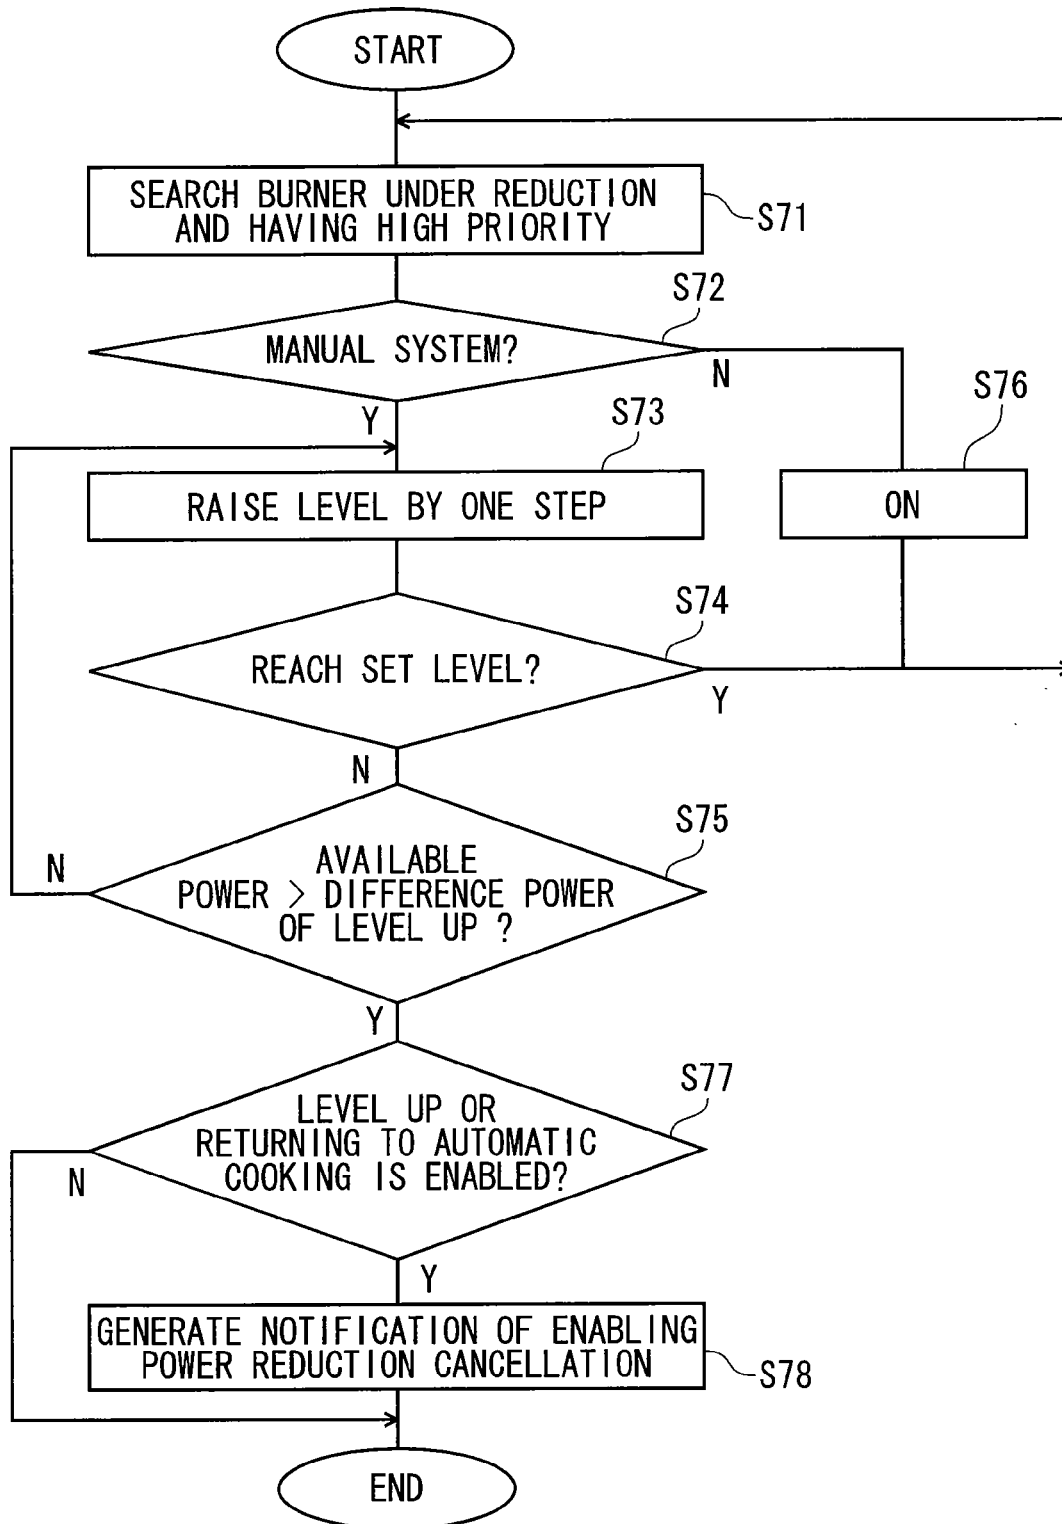 START
SEARCH BURNER UNDER REDUCTION
AND HAVING HIGH PRIORITY
S71
S72
MANUAL SYSTEM?
N
Y
S73
S76
RAISE LEVEL BY ONE STEP
ON
S74
REACH SET LEVEL?
Y
N
S75
N
AVAILABLE
POWER > DIFFERENCE POWER
OF LEVEL UP ?
Y
S77
LEVEL UP OR
RETURNING TO AUTOMATIC
COOKING IS ENABLED?
N
Y
GENERATE NOTIFICATION OF ENABLING
POWER REDUCTION CANCELLATION
S78
END